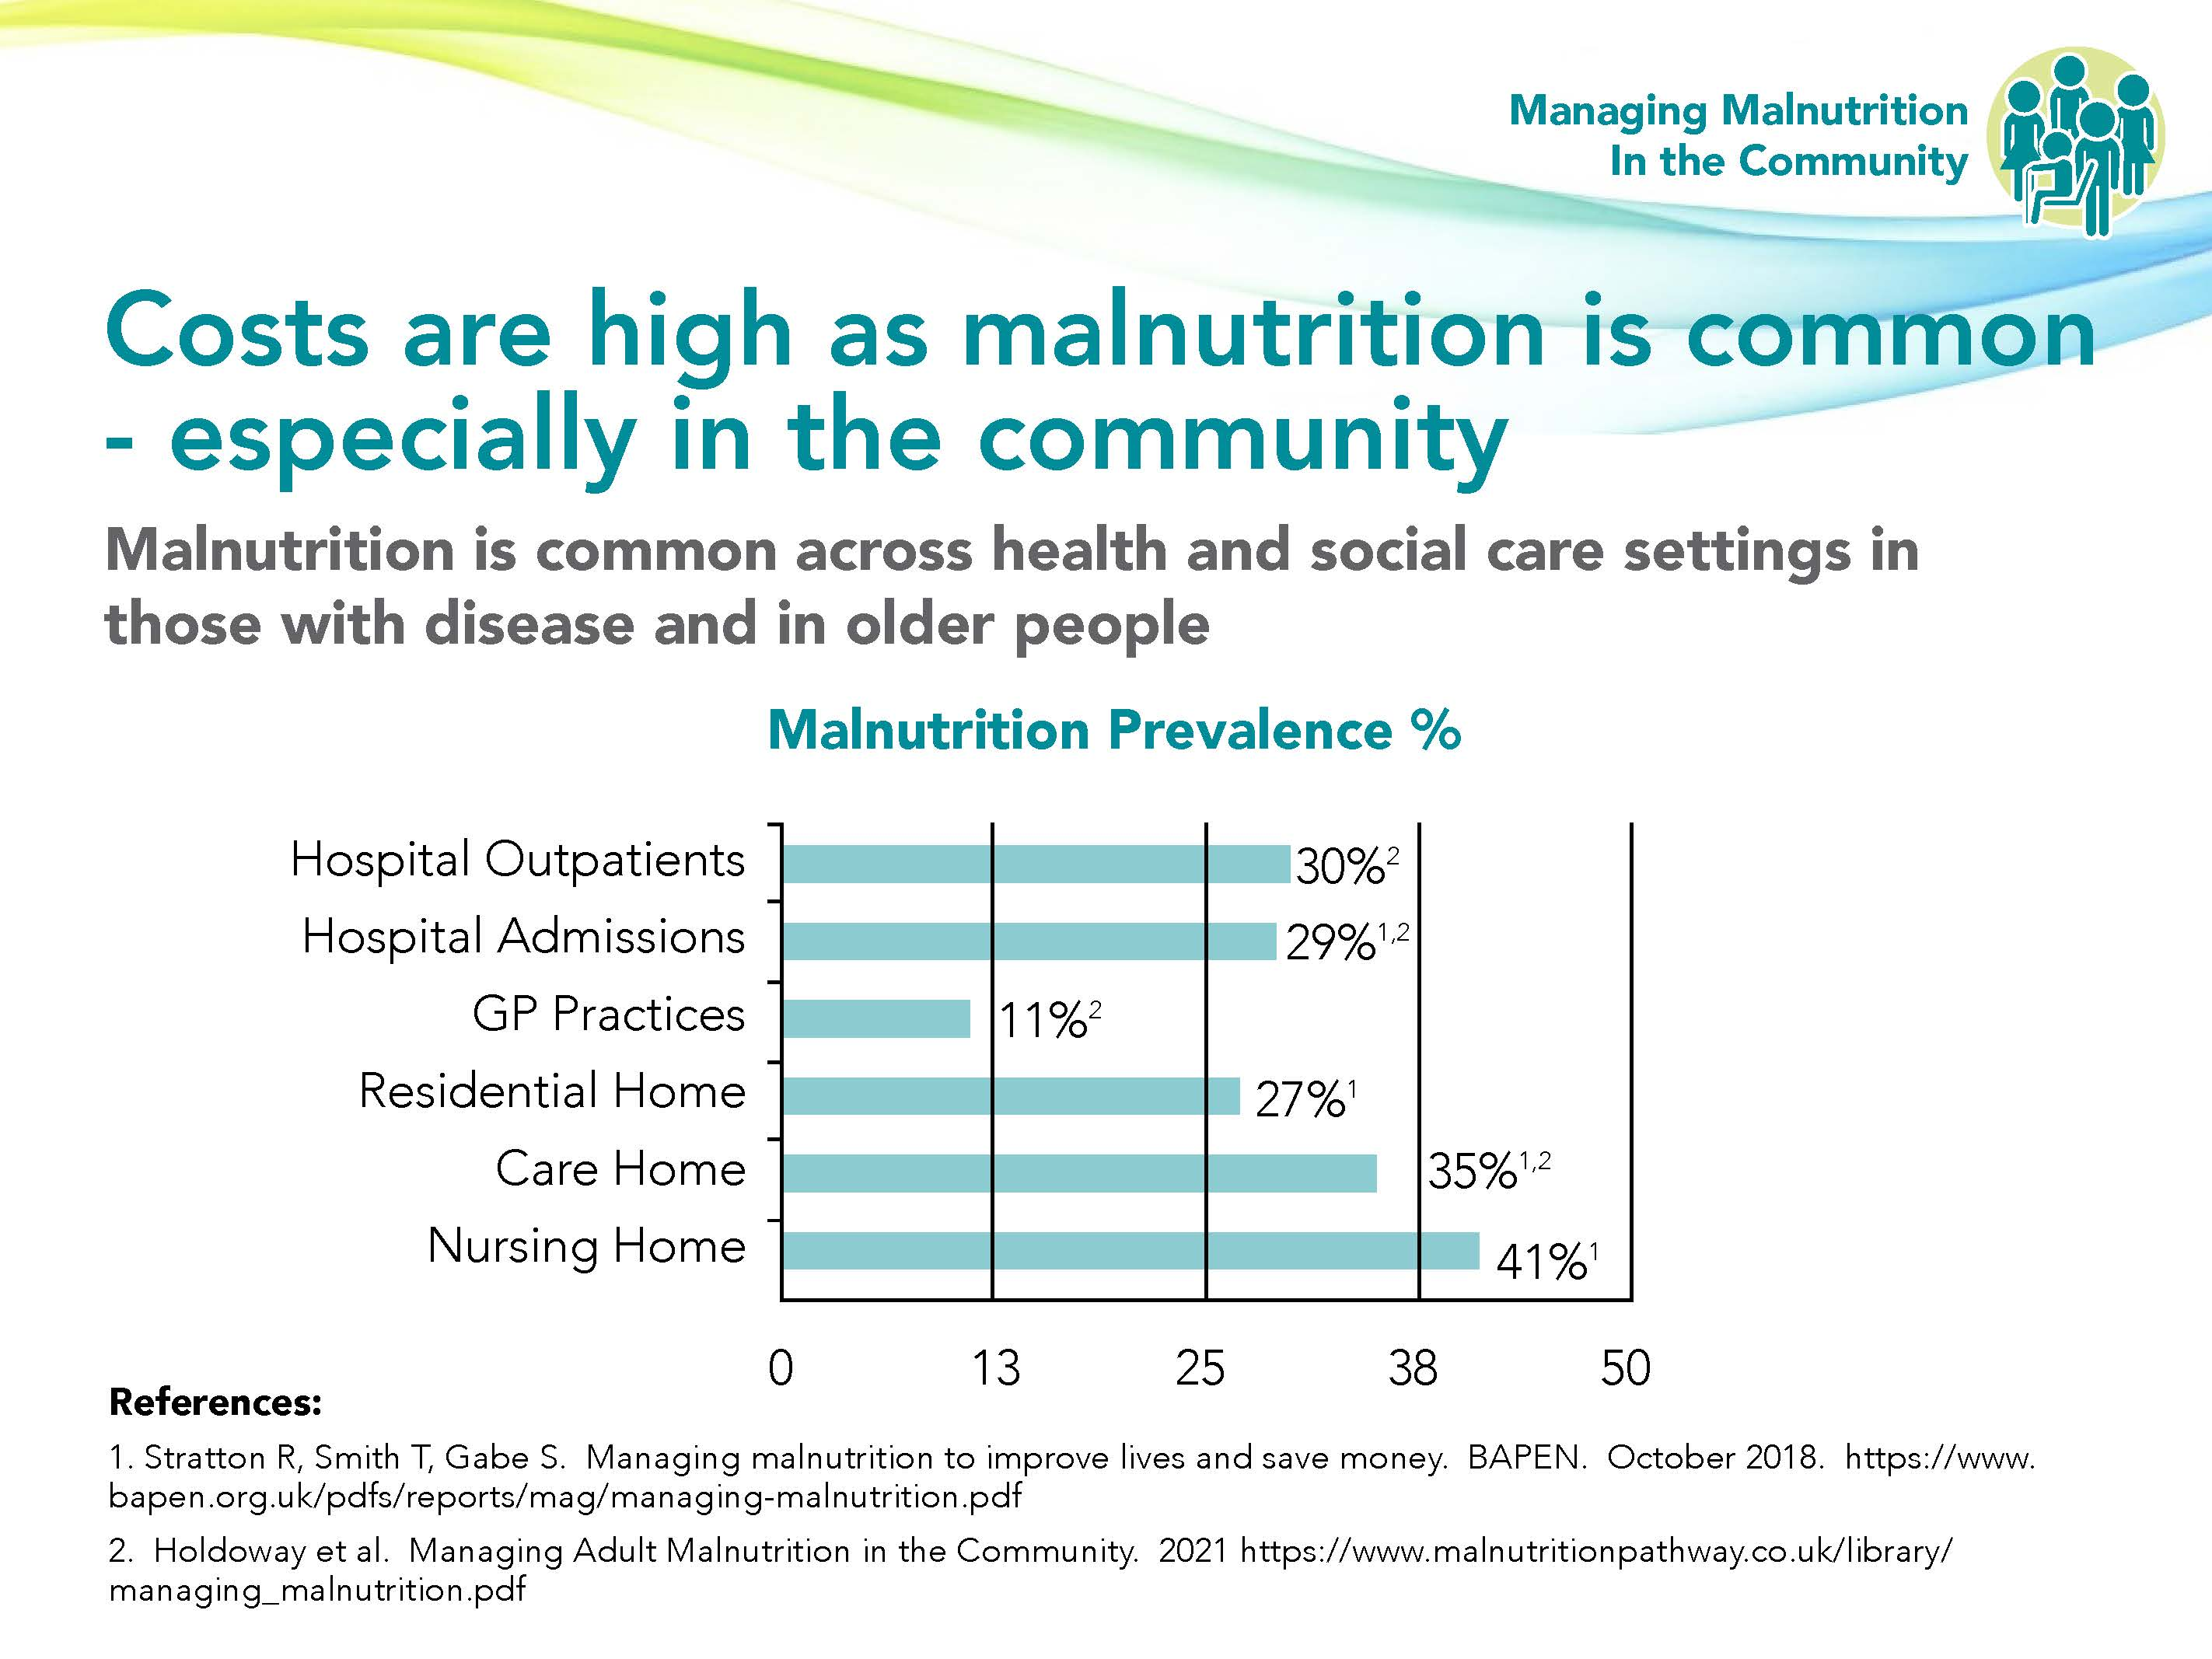 Managing Malnutrition
In the Community
Costs are high as malnutrition is common
- especially in the community
Malnutrition is common across health and social care settings in
those with disease and in older people
Malnutrition Prevalence %
Hospital Outpatients 30%²
Hospital Admissions 29%¹,²
GP Practices 11%²
Residential Home 27%¹
Care Home 35%¹,²
Nursing Home 41%¹
0 13 25 38 50
References:
1. Stratton R, Smith T, Gabe S.  Managing malnutrition to improve lives and save money.  BAPEN.  October 2018.  https://www.
bapen.org.uk/pdfs/reports/mag/managing-malnutrition.pdf
2.  Holdoway et al.  Managing Adult Malnutrition in the Community.  2021 https://www.malnutritionpathway.co.uk/library/
managing_malnutrition.pdf